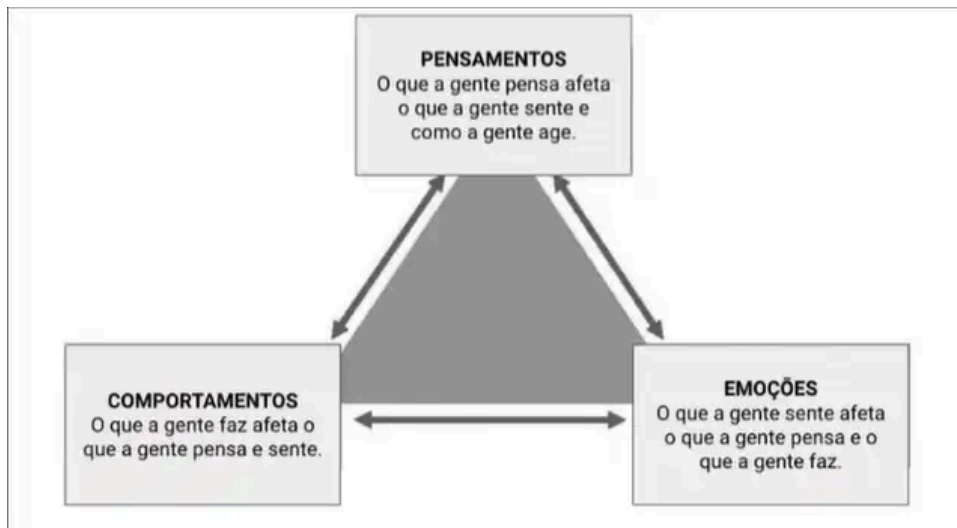 PENSAMENTOS
O que a gente pensa afeta
o que a gente sente e
como a gente age.
COMPORTAMENTOS
O que a gente faz afeta o
que a gente pensa e sente.
EMOÇÕES
O que a gente sente afeta
o que a gente pensa e o
que a gente faz.